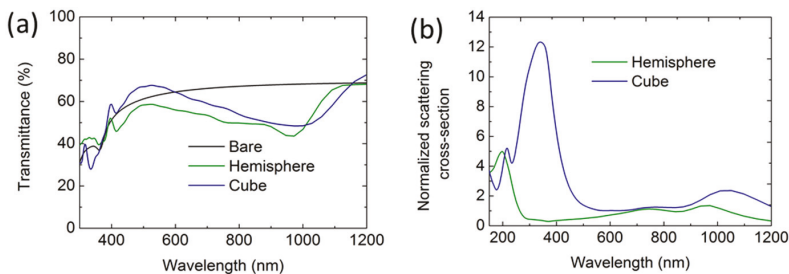 (a)
100
80
60
40
20
0
Transmittance (%)
Bare
Hemisphere
Cube
400
600
800
1000
1200
Wavelength (nm)
(b)
14
12
10
8
6
4
2
0
Normalized scattering
cross-section
Hemisphere
Cube
200
400
600
800
1000
1200
Wavelength (nm)